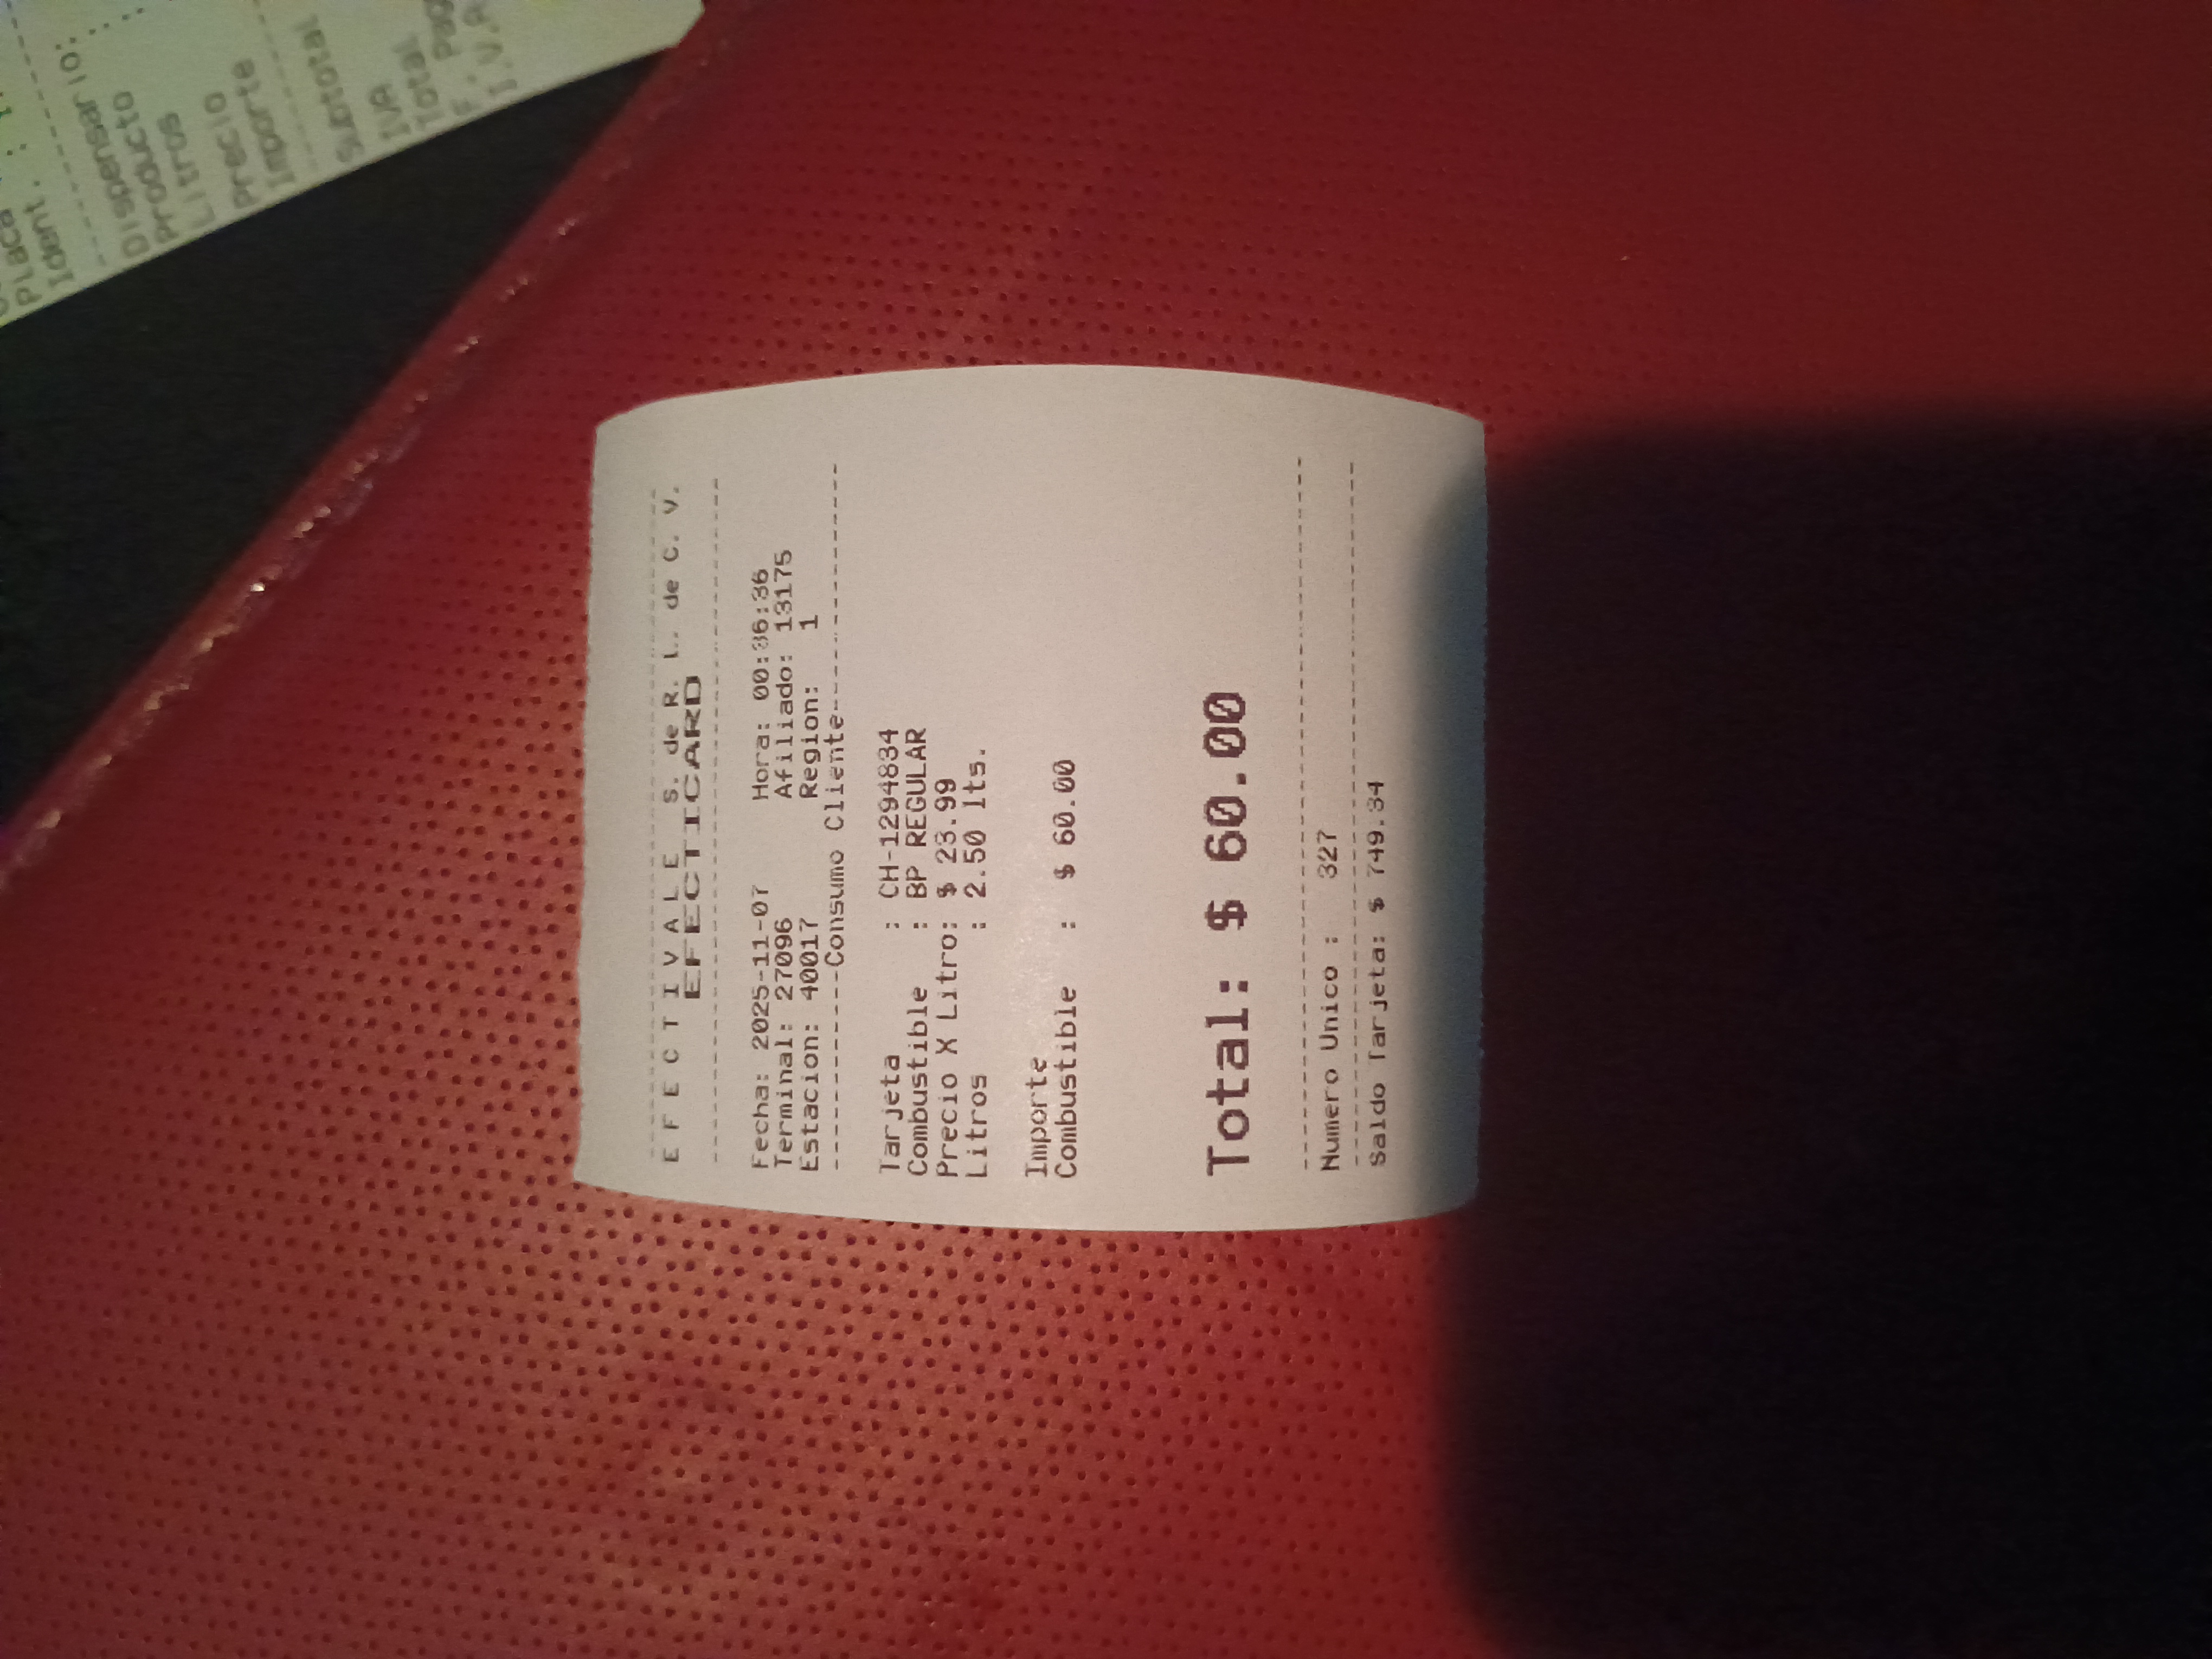 E F E C T I V A L E  S. de R. L. de C. V.
EFECTICARD
Fecha: 2025-11-07 Hora: 00:36:36
Terminal: 27096 Afiliado: 13175
Estacion: 40017 Region: 1
----------Consumo Cliente----------
Tarjeta : CH-1294834
Combustible : BP REGULAR
Precio X Litro: $ 23.99
Litros : 2.50 lts.
Importe
Combustible : $ 60.00
Total: $ 60.00
Numero Unico : 327
Saldo Tarjeta: $ 749.34
Placa
Ident. :
Dispensario:
Producto :
Litros
Precio
Importe
Subtotal
IVA
Total
I.V.A